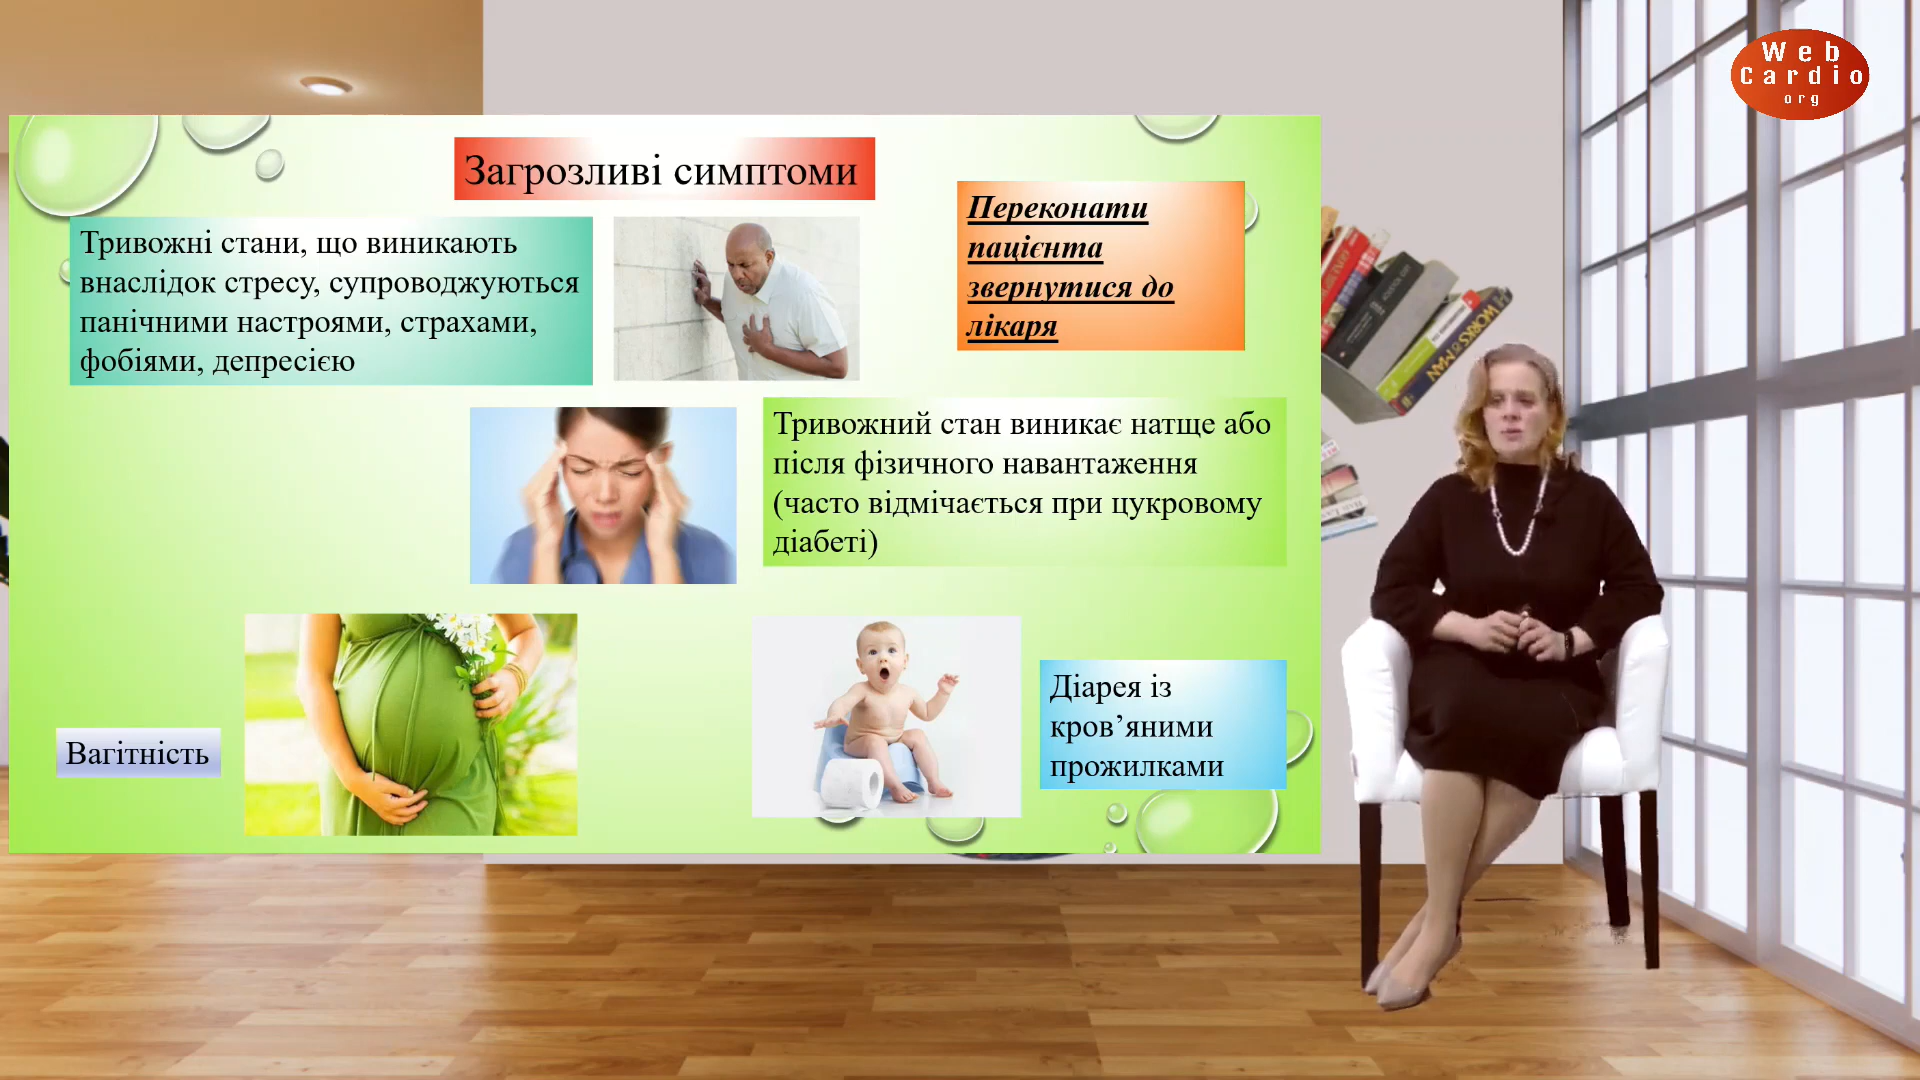 Web
Cardio
org
Загрозливі симптоми
Тривожні стани, що виникають
внаслідок стресу, супроводжуються
панічними настроями, страхами,
фобіями, депресією
Переконати
пацієнта
звернутися до
лікаря
Тривожний стан виникає натще або
після фізичного навантаження
(часто відмічається при цукровому
діабеті)
Вагітність
Діарея із
кров’яними
прожилками
WORKS MAN